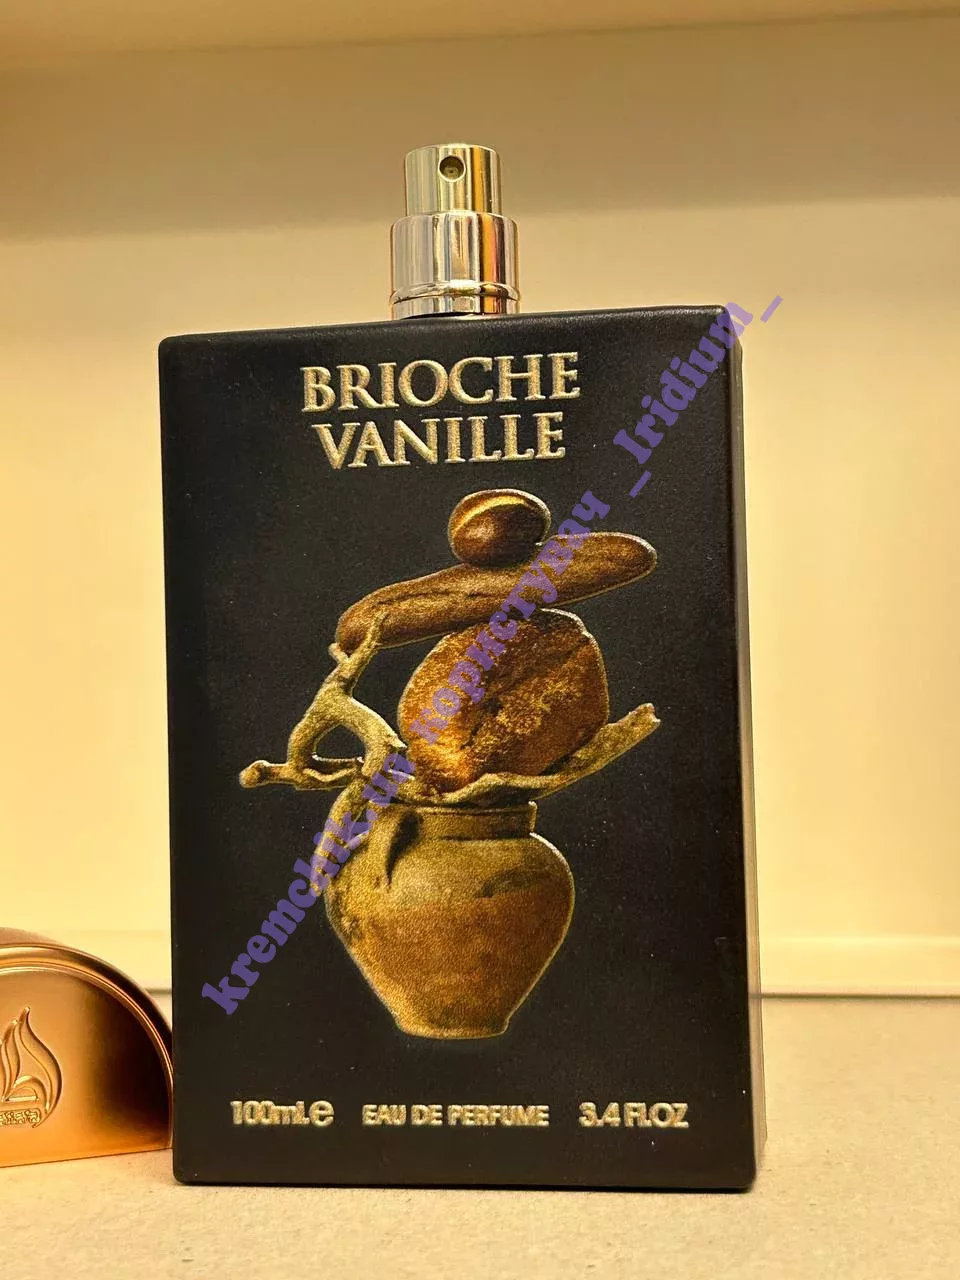 BRIOCHE
VANILLE
kremchik.ua користувач _Iridium_
100ml.e EAU DE PERFUME 3.4 Fl.OZ